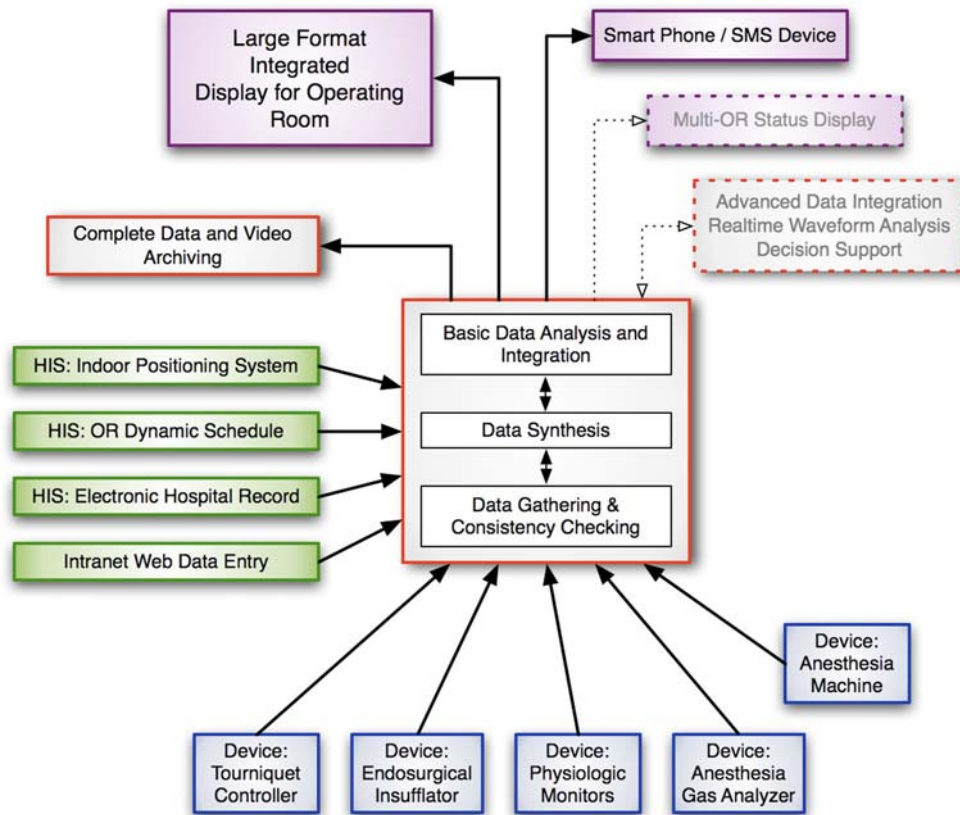 Large Format
Integrated
Display for Operating
Room
Smart Phone / SMS Device
Multi-OR Status Display
Advanced Data Integration
Realtime Waveform Analysis
Decision Support
Complete Data and Video
Archiving
Basic Data Analysis and
Integration
Data Synthesis
Data Gathering &
Consistency Checking
HIS: Indoor Positioning System
HIS: OR Dynamic Schedule
HIS: Electronic Hospital Record
Intranet Web Data Entry
Device:
Anesthesia
Machine
Device:
Tourniquet
Controller
Device:
Endosurgical
Insufflator
Device:
Physiologic
Monitors
Device:
Anesthesia
Gas Analyzer